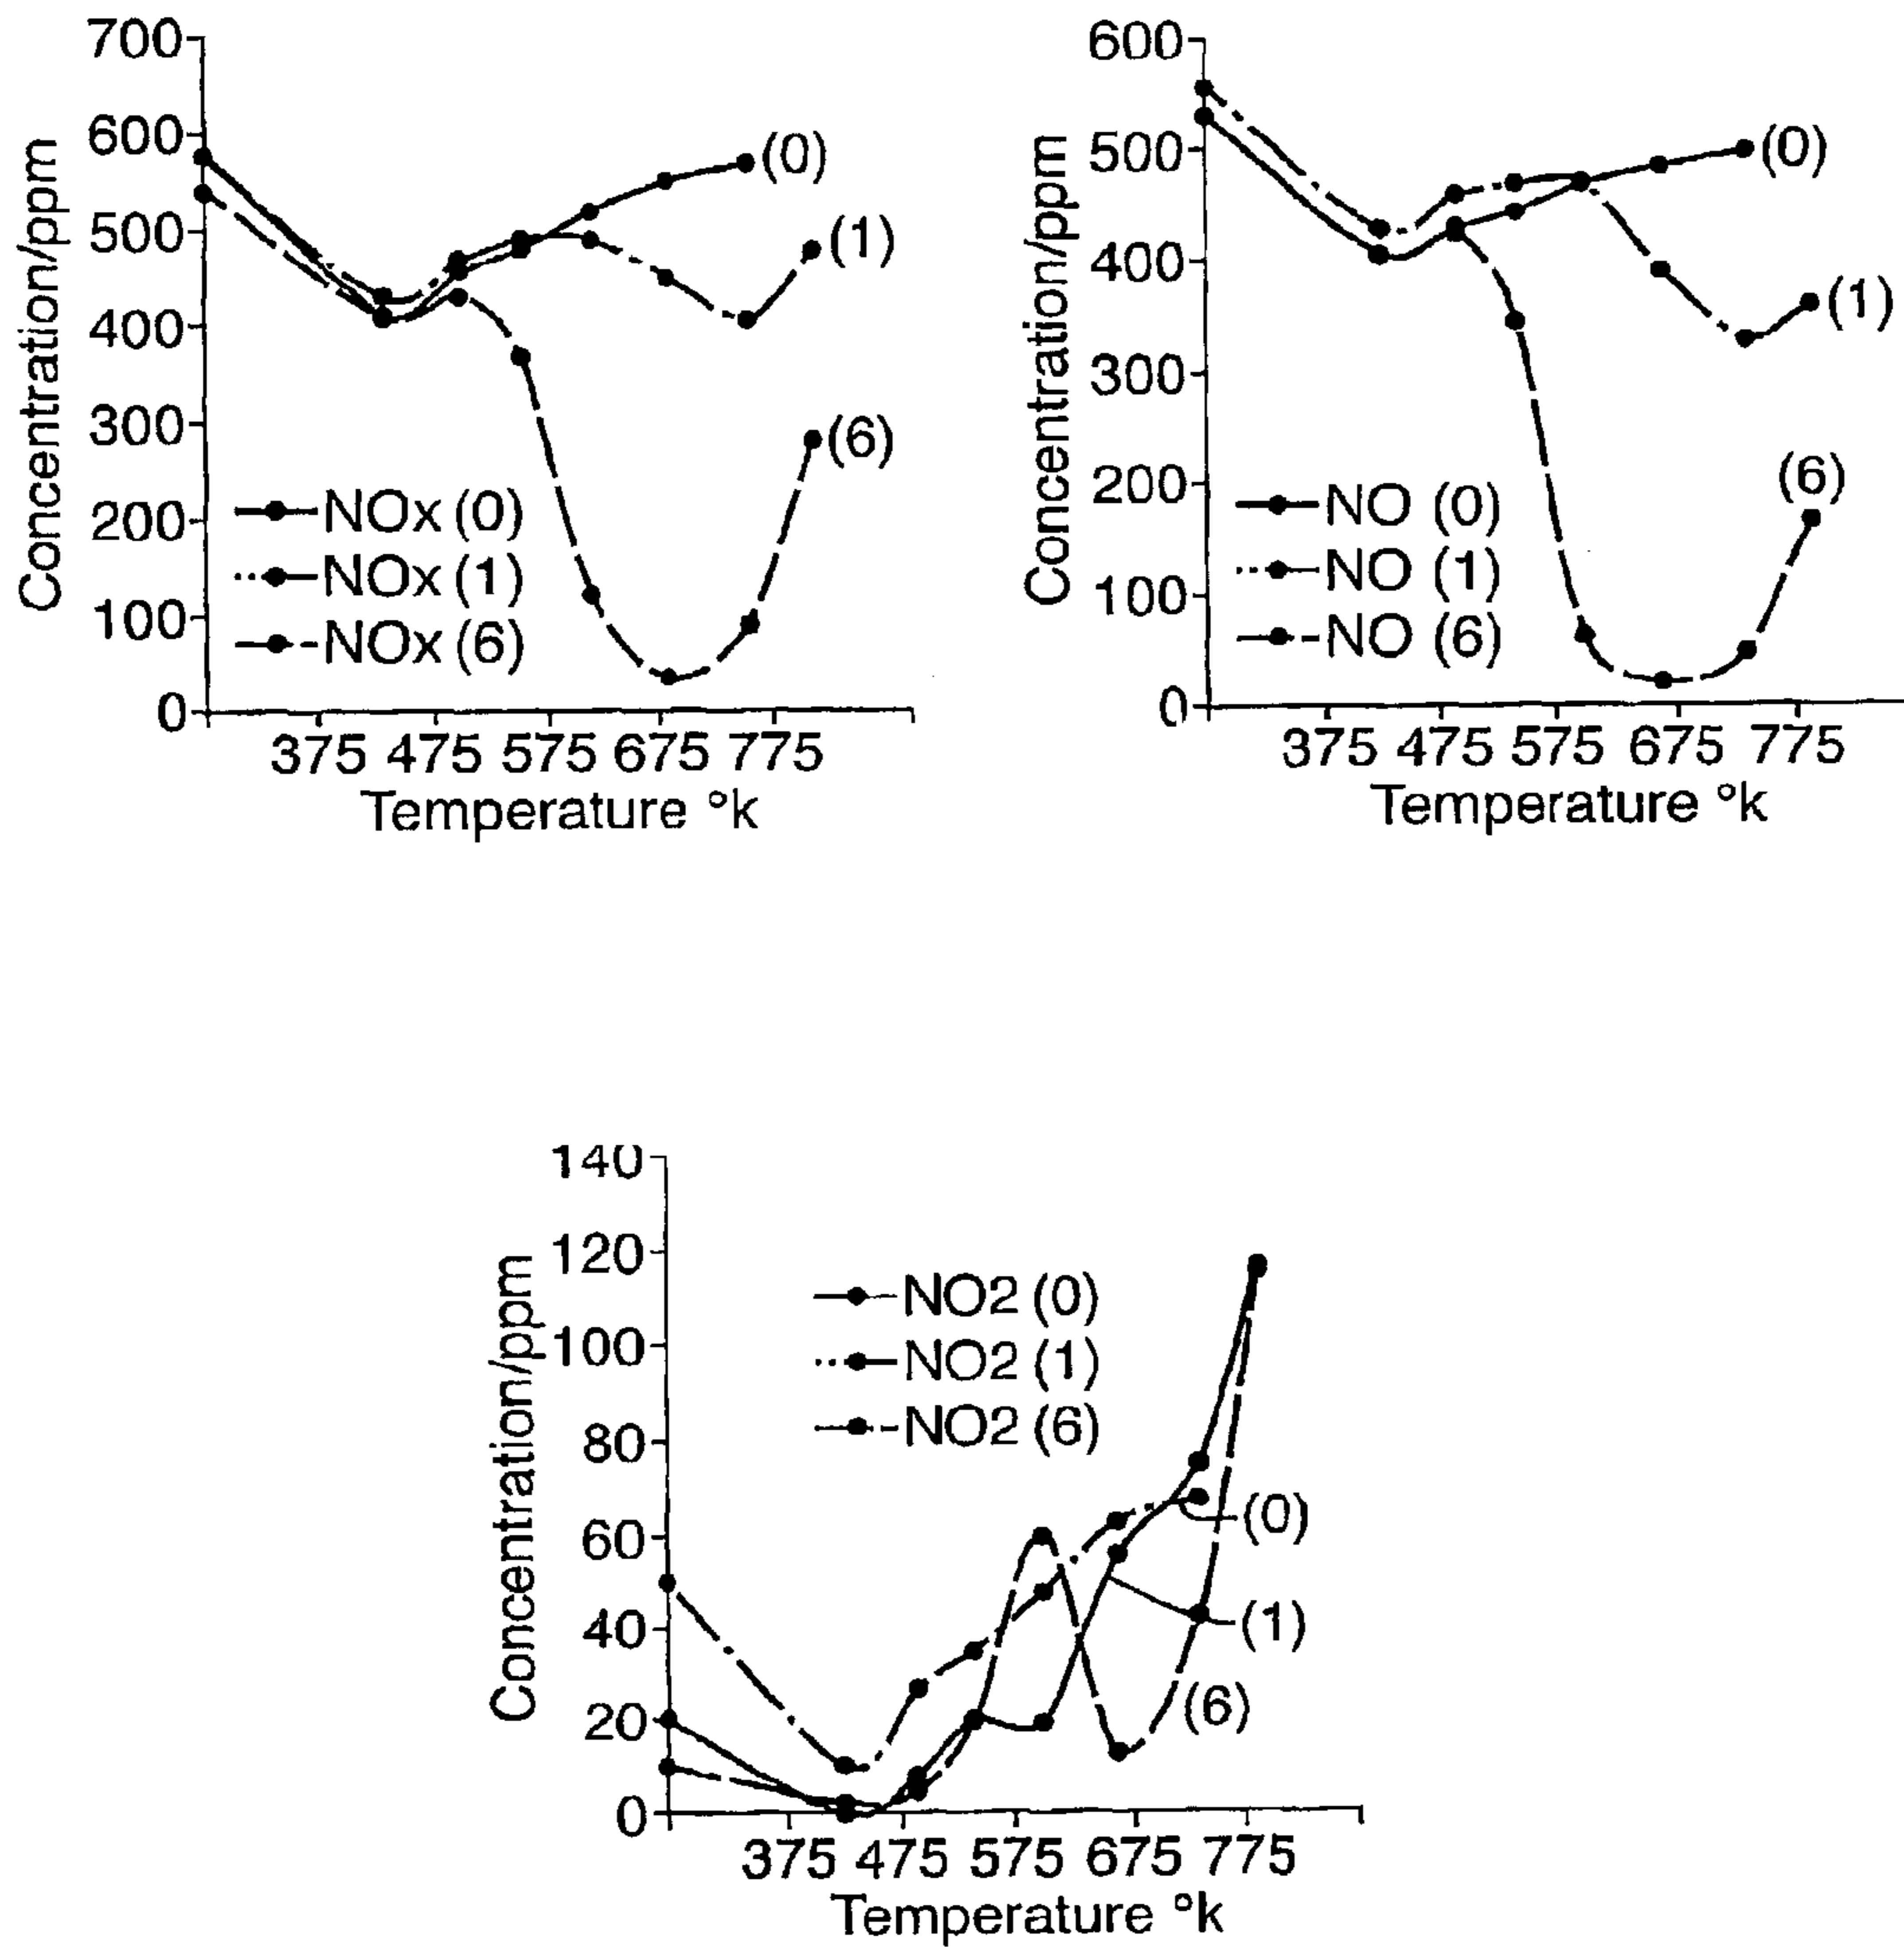 700
600
500
400
300
200
100
0
Concentration/ppm
(0)
(1)
(6)
NOx (0)
NOx (1)
NOx (6)
375 475 575 675 775
Temperature °k
600
500
400
300
200
100
0
Concentration/ppm
(0)
(1)
(6)
NO (0)
NO (1)
NO (6)
375 475 575 675 775
Temperature °k
140
120
100
80
60
40
20
0
Concentration/ppm
NO2 (0)
NO2 (1)
NO2 (6)
(0)
(1)
(6)
375 475 575 675 775
Temperature °k